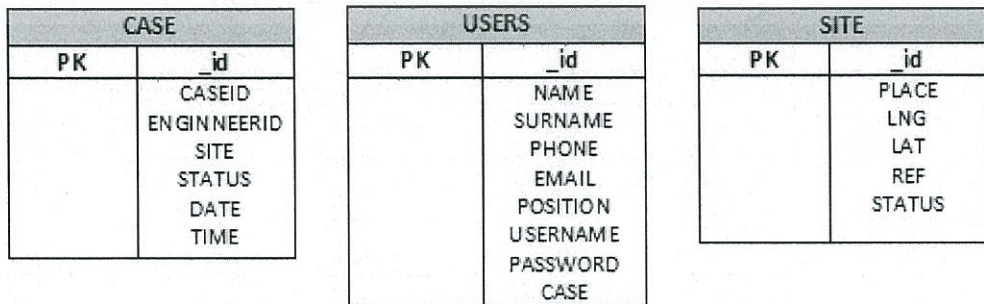 CASE
PK _id
CASEID
ENGINNEERID
SITE
STATUS
DATE
TIME
USERS
PK _id
NAME
SURNAME
PHONE
EMAIL
POSITION
USERNAME
PASSWORD
CASE
SITE
PK _id
PLACE
LNG
LAT
REF
STATUS